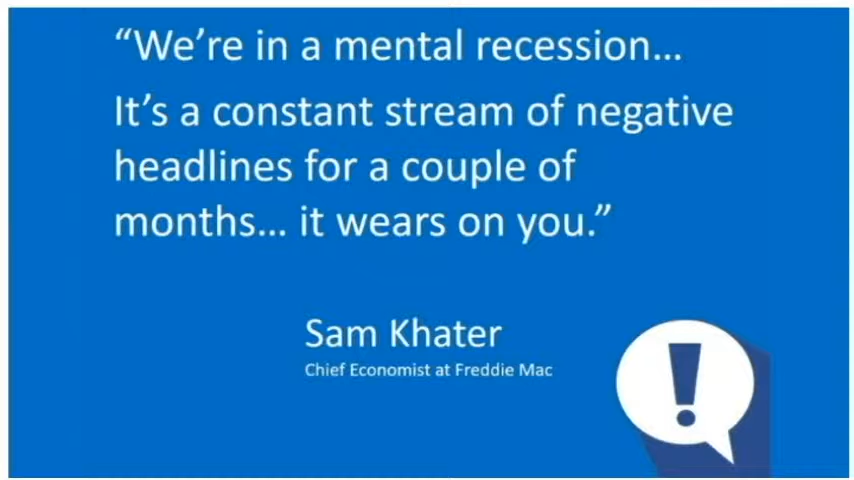 “We’re in a mental recession…
It’s a constant stream of negative
headlines for a couple of
months… it wears on you.”
Sam Khater
Chief Economist at Freddie Mac
!